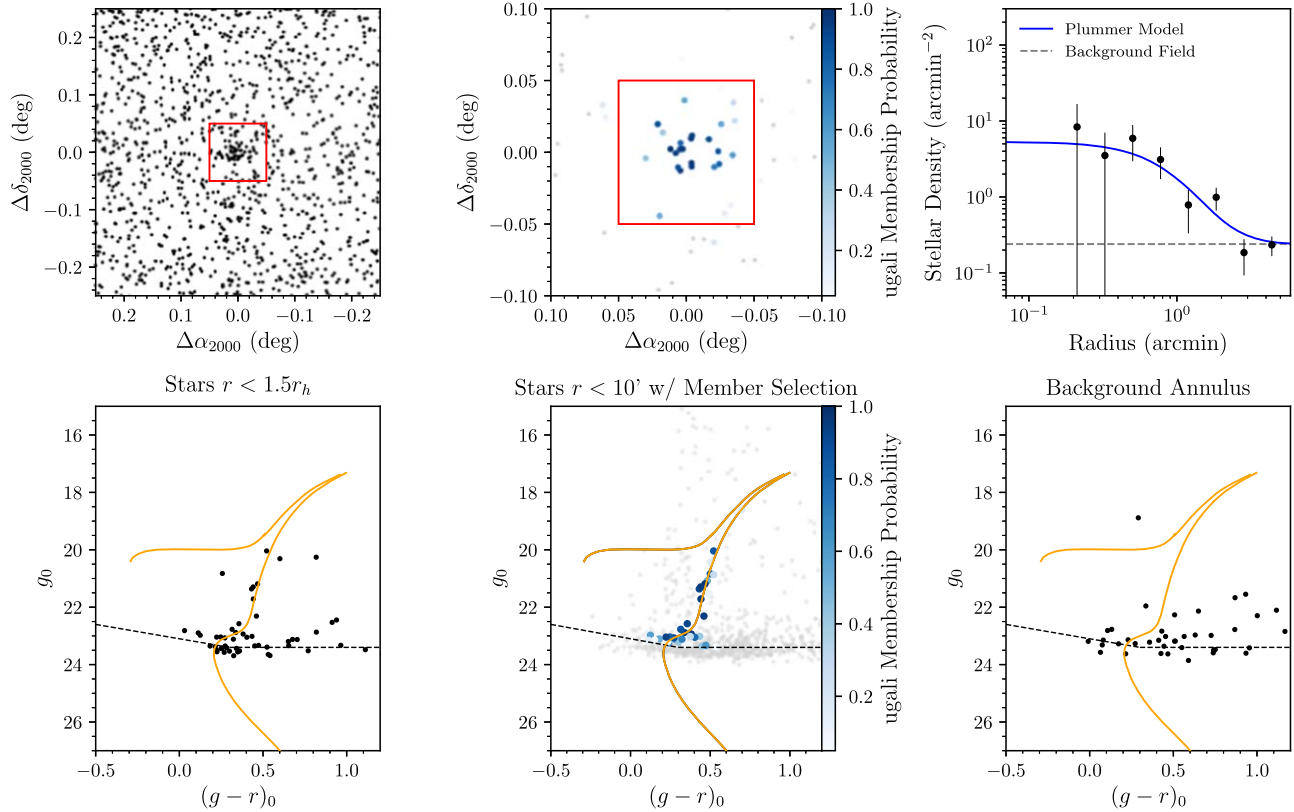 0.2
0.1
0.0
−0.1
−0.2
Δδ2000 (deg)
0.2 0.1 0.0 −0.1 −0.2
Δα2000 (deg)
0.10
0.05
0.00
−0.05
−0.10
Δδ2000 (deg)
0.10 0.05 0.00 −0.05 −0.10
Δα2000 (deg)
1.0
0.8
0.6
0.4
0.2
ugali Membership Probability
Plummer Model
Background Field
10²
10¹
10⁰
10⁻¹
Stellar Density (arcmin⁻²)
10⁻¹ 10⁰
Radius (arcmin)
Stars r < 1.5rh
16
18
20
22
24
26
g0
−0.5 0.0 0.5 1.0
(g − r)0
Stars r < 10’ w/ Member Selection
16
18
20
22
24
26
g0
−0.5 0.0 0.5 1.0
(g − r)0
1.0
0.8
0.6
0.4
0.2
ugali Membership Probability
Background Annulus
16
18
20
22
24
26
g0
−0.5 0.0 0.5 1.0
(g − r)0